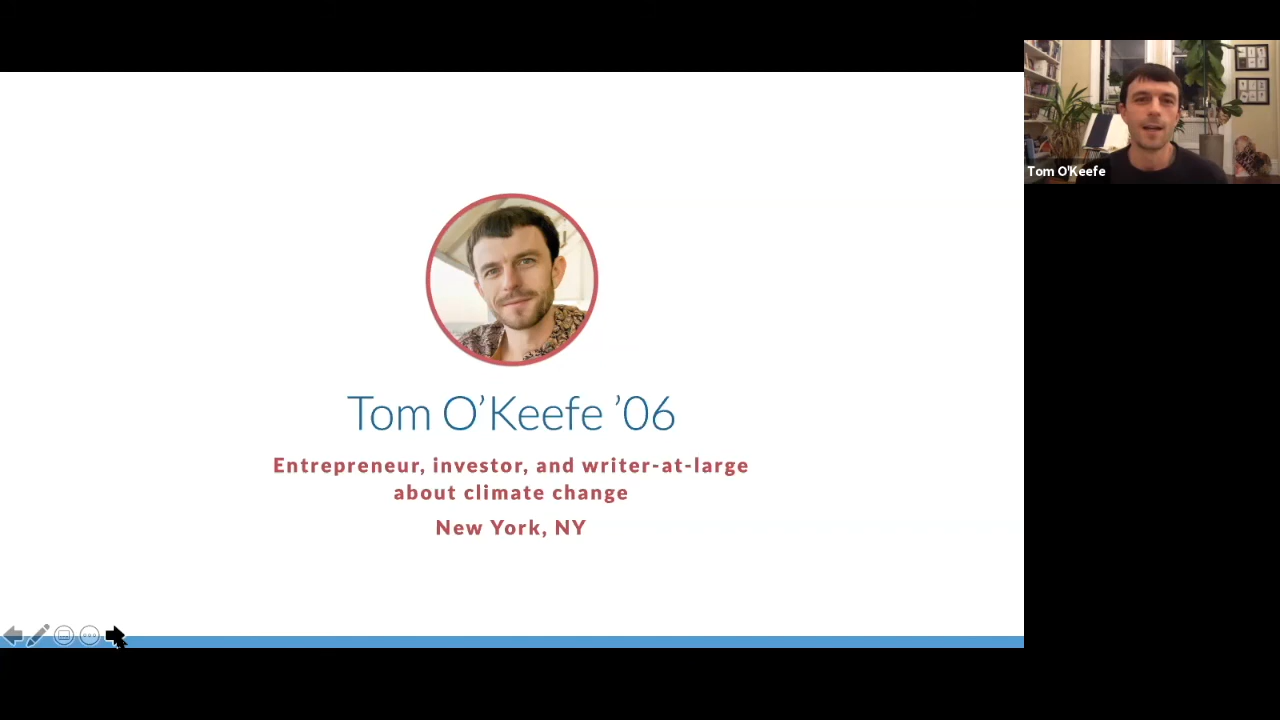 Tom O'Keefe
Tom O’Keefe ’06
Entrepreneur, investor, and writer-at-large
about climate change
New York, NY